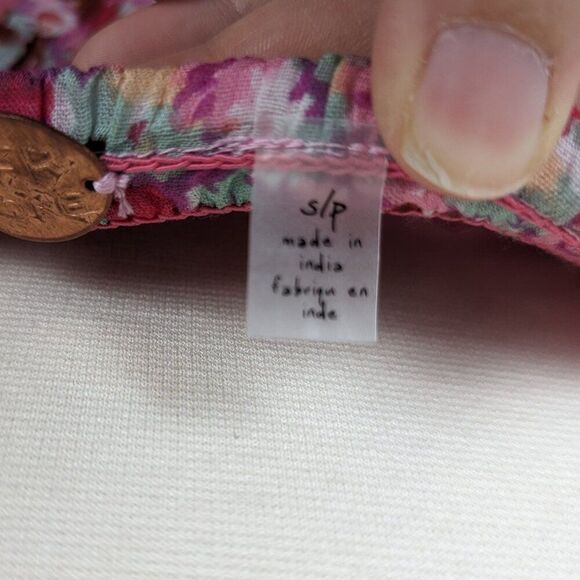 s/p
made in
india
fabriqu en
inde